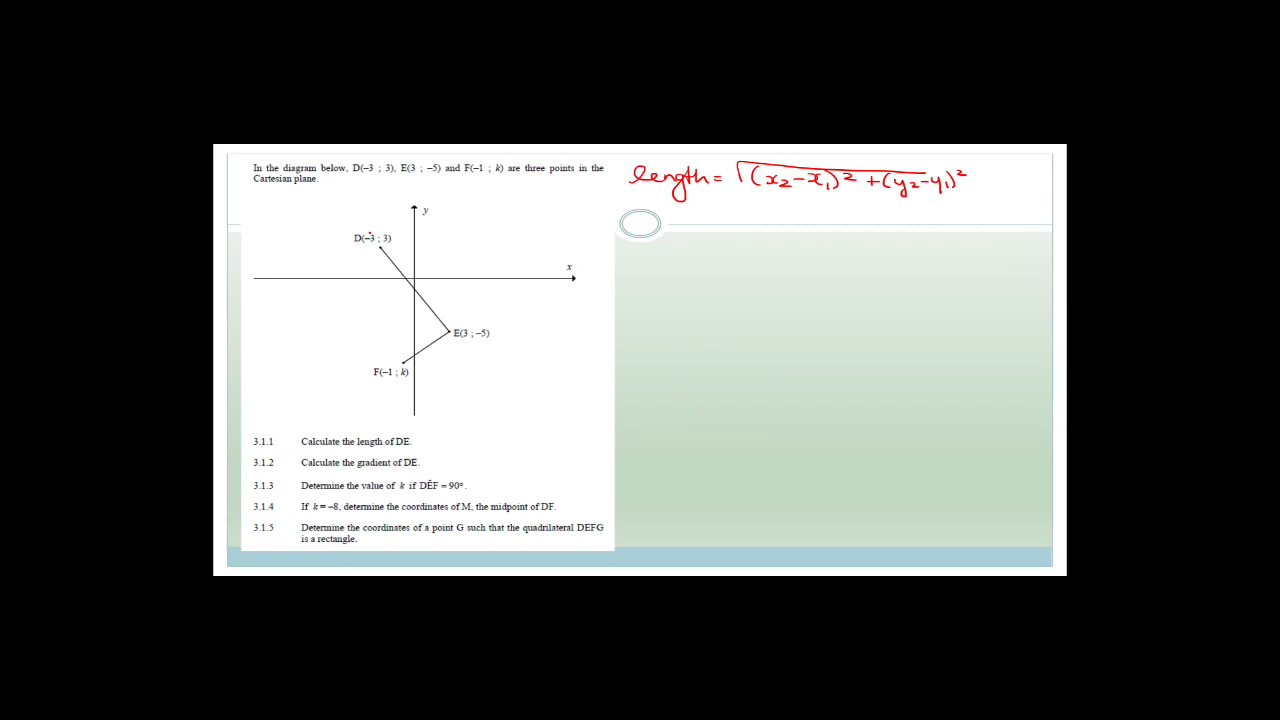 In the diagram below, D(–3 ; 3), E(3 ; –5) and F(–1 ; k) are three points in the
Cartesian plane.
length = √(x₂–x₁)² + (y₂–y₁)²
y
D(–3 ; 3)
x
E(3 ; –5)
F(–1 ; k)
3.1.1 Calculate the length of DE.
3.1.2 Calculate the gradient of DE.
3.1.3 Determine the value of k if DÊF = 90°.
3.1.4 If k = –8, determine the coordinates of M, the midpoint of DF.
3.1.5 Determine the coordinates of a point G such that the quadrilateral DEFG
is a rectangle.